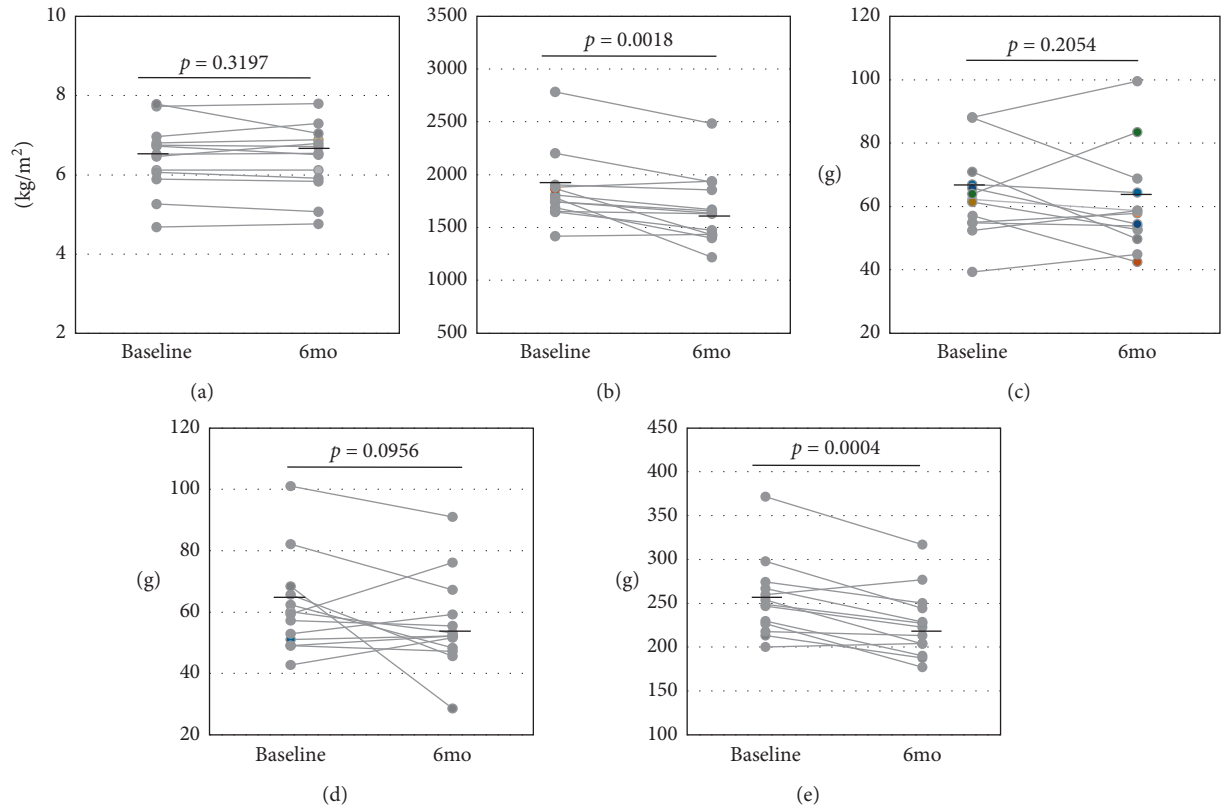 10
8
6
4
2
(kg/m²)
p = 0.3197
Baseline 6mo
(a)
3500
3000
2500
2000
1500
1000
500
p = 0.0018
Baseline 6mo
(b)
120
100
80
60
40
20
(g)
p = 0.2054
Baseline 6mo
(c)
120
100
80
60
40
20
(g)
p = 0.0956
Baseline 6mo
(d)
450
400
350
300
250
200
150
100
(g)
p = 0.0004
Baseline 6mo
(e)